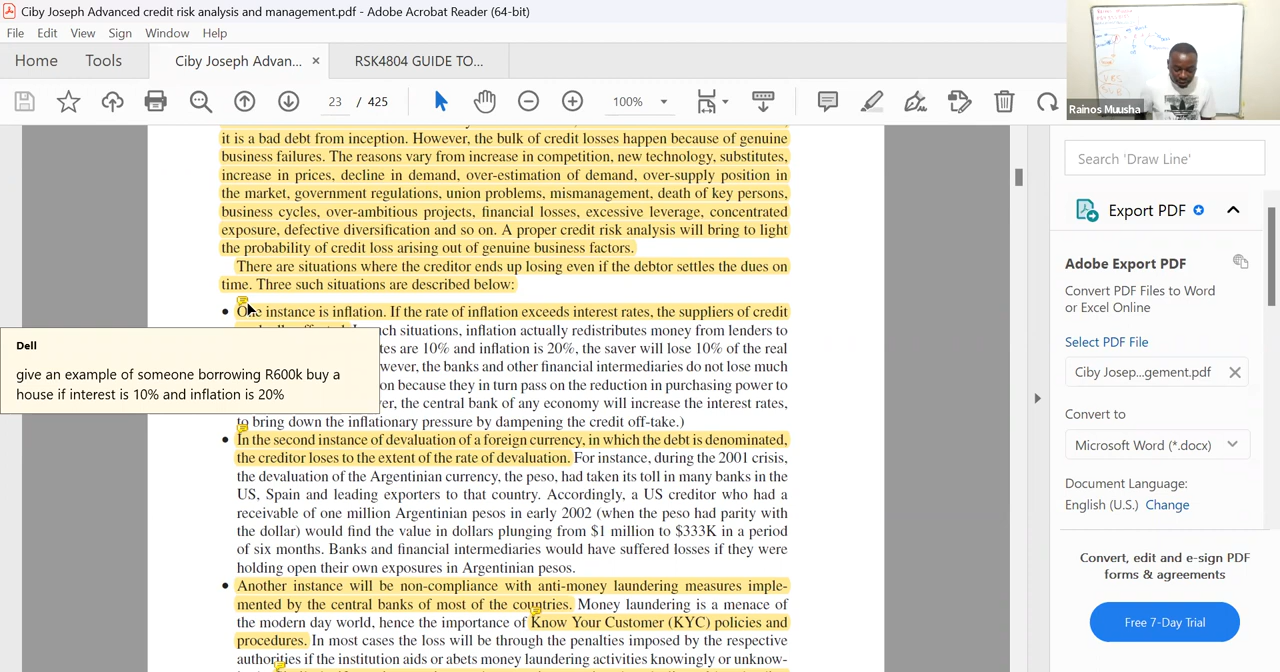 Ciby Joseph Advanced credit risk analysis and management.pdf - Adobe Acrobat Reader (64-bit)
File Edit View Sign Window Help
Home Tools Ciby Joseph Advan... × RSK4804 GUIDE TO...
23 / 425 100%
Rainos Muusha
it is a bad debt from inception. However, the bulk of credit losses happen because of genuine
business failures. The reasons vary from increase in competition, new technology, substitutes,
increase in prices, decline in demand, over-estimation of demand, over-supply position in
the market, government regulations, union problems, mismanagement, death of key persons,
business cycles, over-ambitious projects, financial losses, excessive leverage, concentrated
exposure, defective diversification and so on. A proper credit risk analysis will bring to light
the probability of credit loss arising out of genuine business factors.
There are situations where the creditor ends up losing even if the debtor settles the dues on
time. Three such situations are described below:
• One instance is inflation. If the rate of inflation exceeds interest rates, the suppliers of credit
such situations, inflation actually redistributes money from lenders to
tes are 10% and inflation is 20%, the saver will lose 10% of the real
wever, the banks and other financial intermediaries do not lose much
on because they in turn pass on the reduction in purchasing power to
er, the central bank of any economy will increase the interest rates,
to bring down the inflationary pressure by dampening the credit off-take.)
Dell
give an example of someone borrowing R600k buy a
house if interest is 10% and inflation is 20%
• In the second instance of devaluation of a foreign currency, in which the debt is denominated,
the creditor loses to the extent of the rate of devaluation. For instance, during the 2001 crisis,
the devaluation of the Argentinian currency, the peso, had taken its toll in many banks in the
US, Spain and leading exporters to that country. Accordingly, a US creditor who had a
receivable of one million Argentinian pesos in early 2002 (when the peso had parity with
the dollar) would find the value in dollars plunging from $1 million to $333K in a period
of six months. Banks and financial intermediaries would have suffered losses if they were
holding open their own exposures in Argentinian pesos.
• Another instance will be non-compliance with anti-money laundering measures imple-
mented by the central banks of most of the countries. Money laundering is a menace of
the modern day world, hence the importance of Know Your Customer (KYC) policies and
procedures. In most cases the loss will be through the penalties imposed by the respective
authorities if the institution aids or abets money laundering activities knowingly or unknow-
Search 'Draw Line'
Export PDF
Adobe Export PDF
Convert PDF Files to Word
or Excel Online
Select PDF File
Ciby Josep...gement.pdf
Convert to
Microsoft Word (*.docx)
Document Language:
English (U.S.) Change
Convert, edit and e-sign PDF
forms & agreements
Free 7-Day Trial